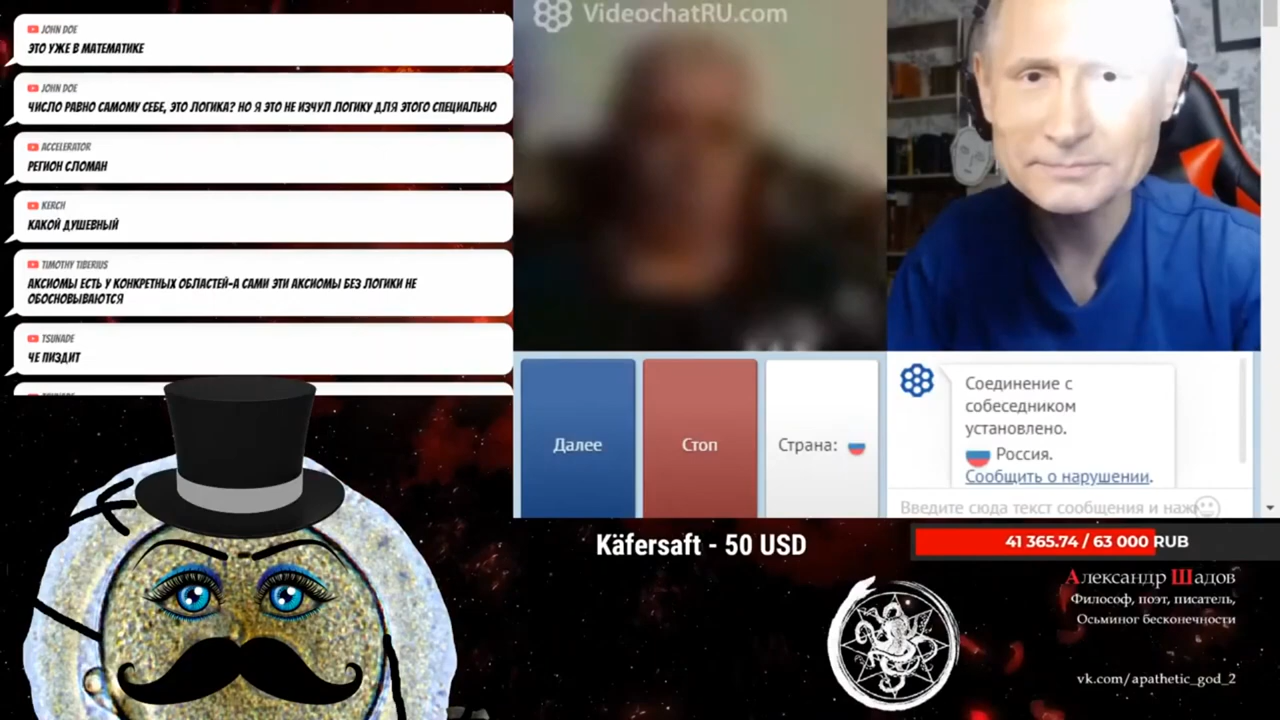 JOHN DOE
ЭТО УЖЕ В МАТЕМАТИКЕ
JOHN DOE
ЧИСЛО РАВНО САМОМУ СЕБЕ, ЭТО ЛОГИКА? НО Я ЭТО НЕ ИЗУЧЛ ЛОГИКУ ДЛЯ ЭТОГО СПЕЦИАЛЬНО
ACCELERATOR
РЕГИОН СЛОМАН
KERCH
КАКОЙ ДУШЕВНЫЙ
TIMOTHY TIBERIUS
АКСИОМЫ ЕСТЬ У КОНКРЕТНЫХ ОБЛАСТЕЙ-А САМИ ЭТИ АКСИОМЫ БЕЗ ЛОГИКИ НЕ
ОБОСНОВЫВАЮТСЯ
TSUNADE
ЧЕ ПИЗДИТ
VideochatRU.com
Далее
Стоп
Страна:
Соединение с
собеседником
установлено.
Россия.
Сообщить о нарушении.
Введите сюда текст сообщения и наж
Käfersaft - 50 USD
41 365.74 / 63 000 RUB
Александр Шадов
Философ, поэт, писатель,
Осьминог бесконечности
vk.com/apathetic_god_2